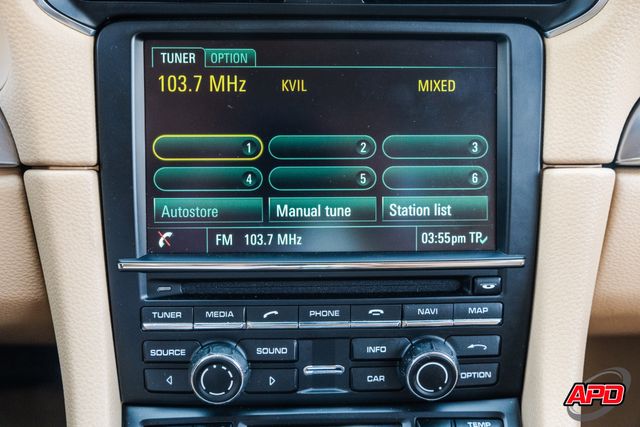 TUNER OPTION
103.7 MHz KVIL MIXED
1 2 3
4 5 6
Autostore Manual tune Station list
FM 103.7 MHz 03:55pm TP
TUNER MEDIA PHONE NAVI MAP
SOURCE SOUND INFO
CAR OPTION
TEMP
APD